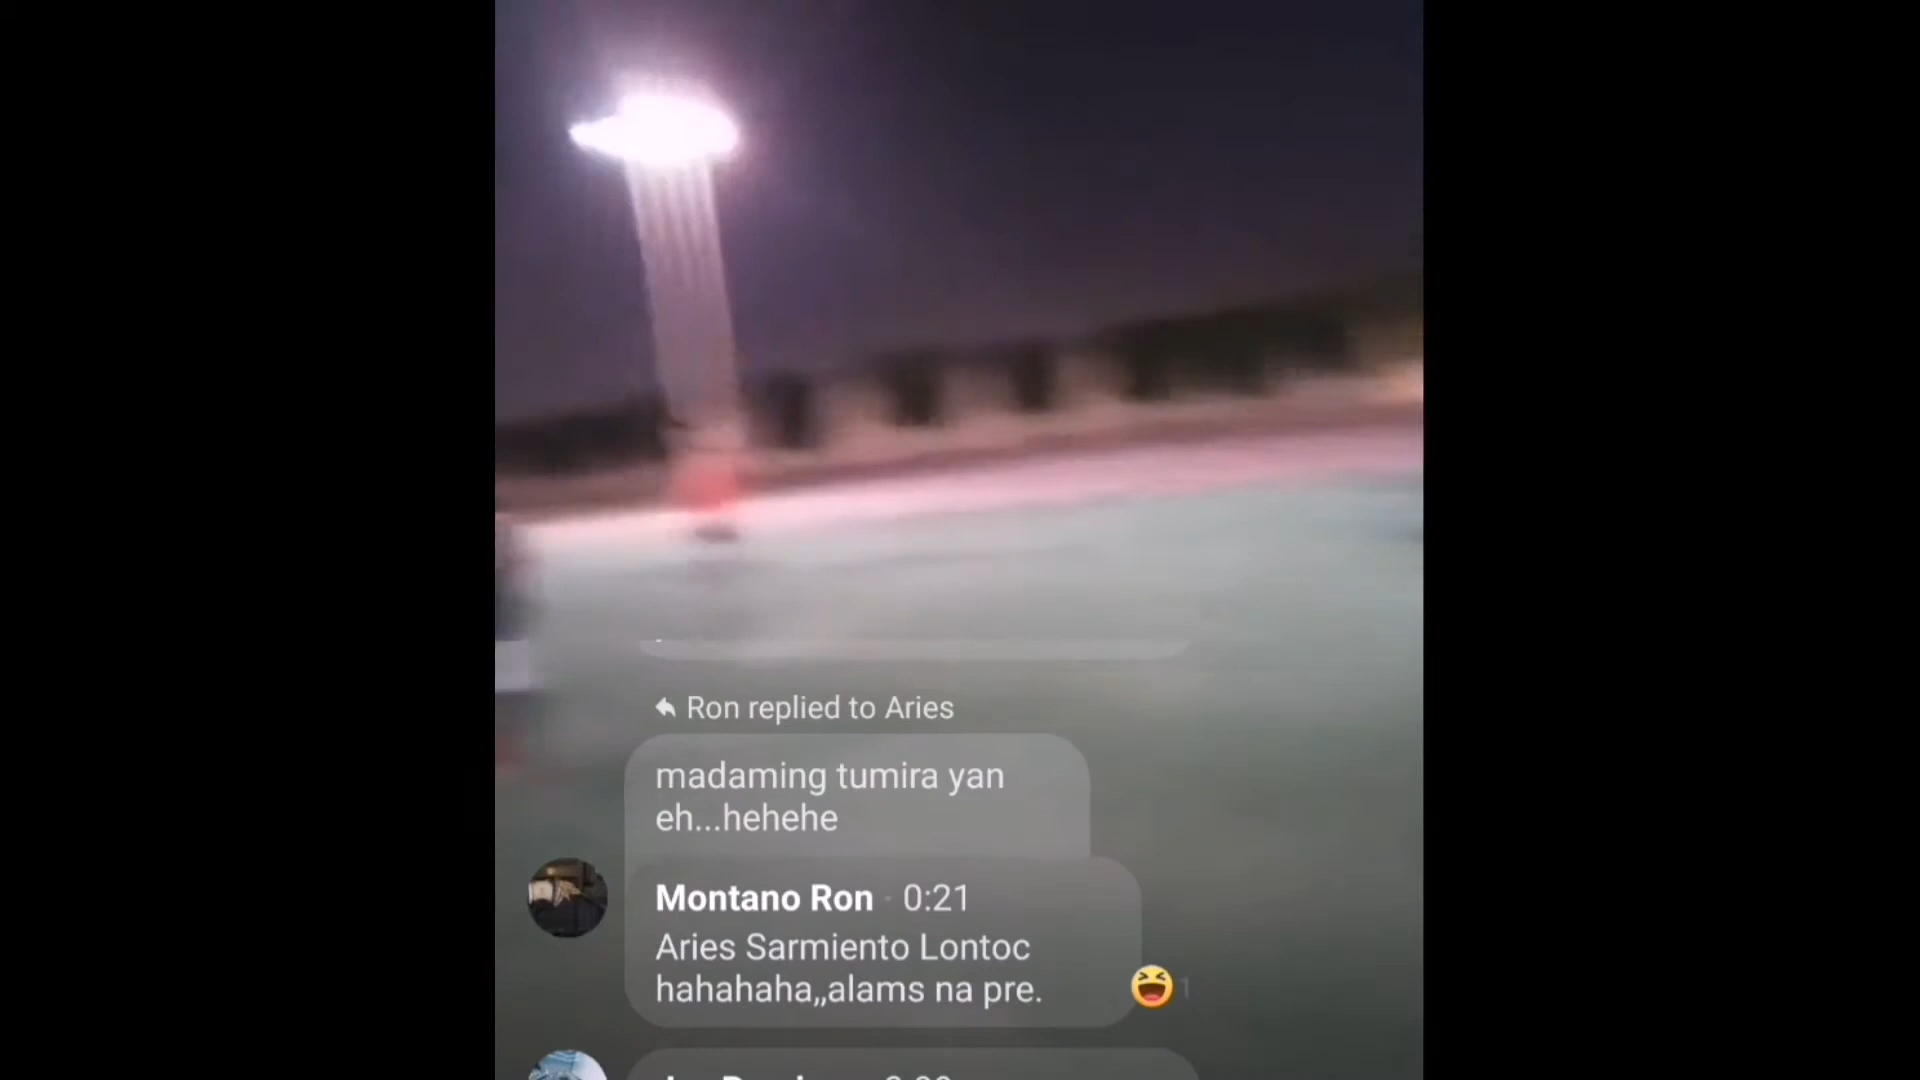 Ron replied to Aries
madaming tumira yan
eh...hehehe
Montano Ron · 0:21
Aries Sarmiento Lontoc
hahahaha,,alams na pre.
1